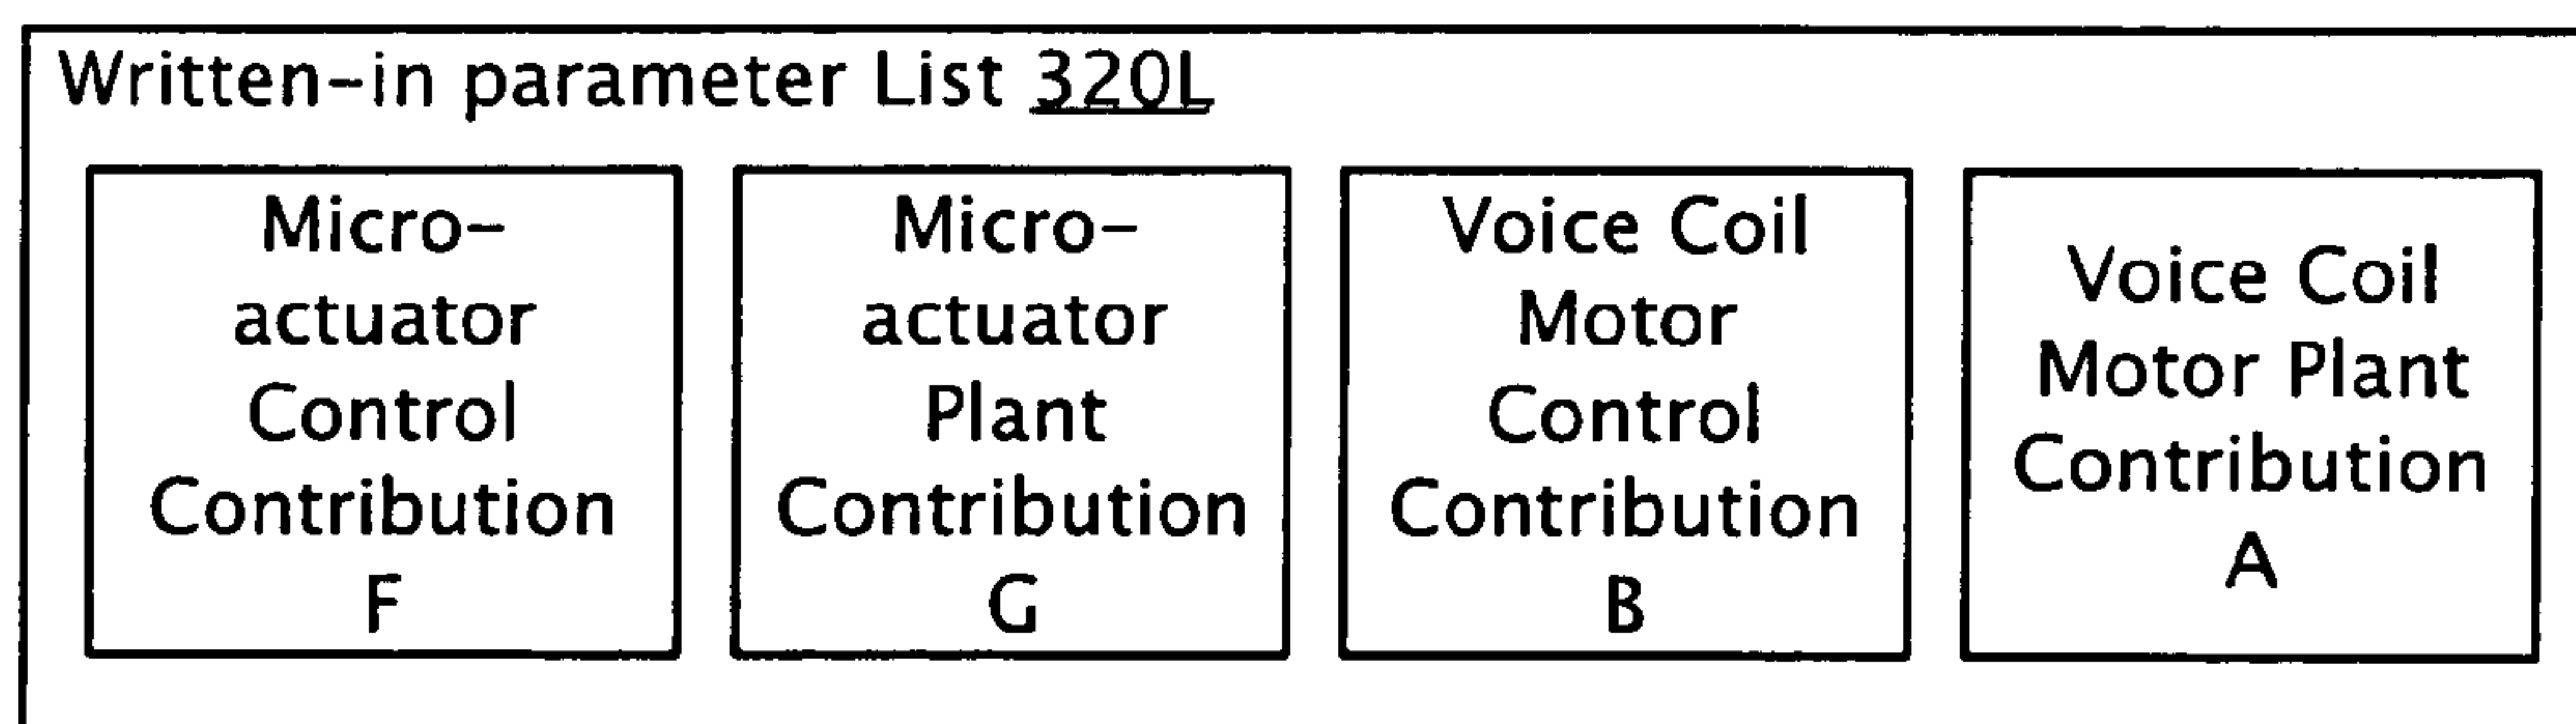 Written-in parameter List 320L
Micro-
actuator
Control
Contribution
F
Micro-
actuator
Plant
Contribution
G
Voice Coil
Motor
Control
Contribution
B
Voice Coil
Motor Plant
Contribution
A